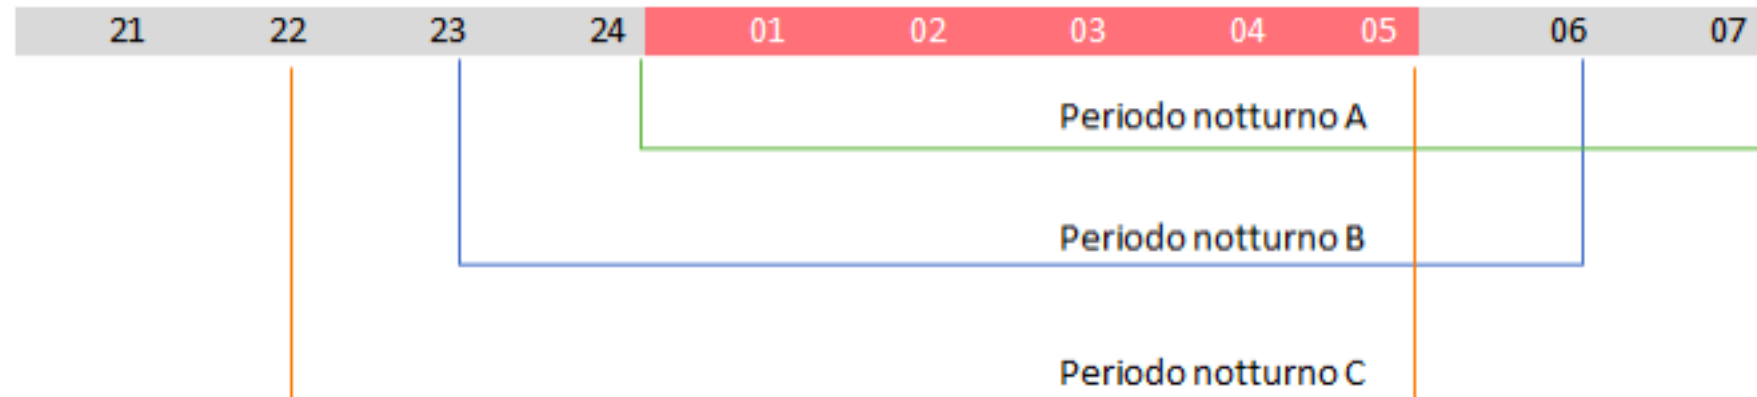 21 22 23 24 01 02 03 04 05 06 07
Periodo notturno A
Periodo notturno B
Periodo notturno C